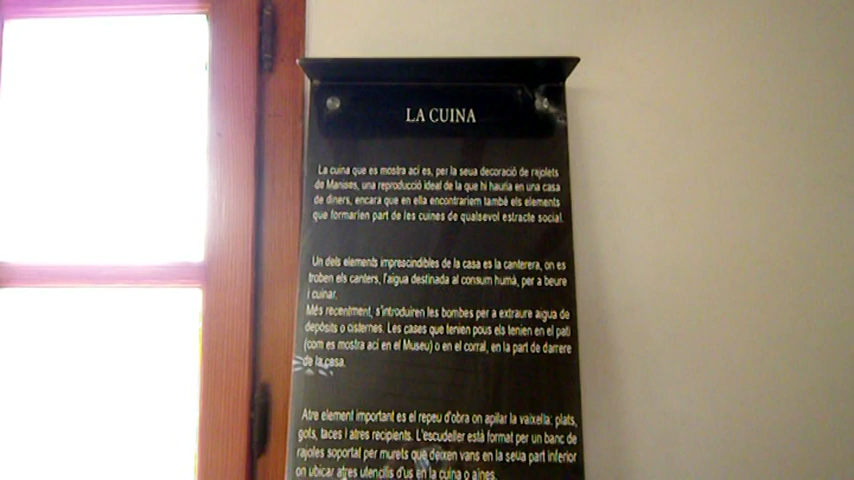 LA CUINA
La cuina que es mostra ací es, per la seua decoració de rajolets
de Manises, una reproducció ideal de la que hi hauria en una casa
de diners, encara que en ella encontrariem també els elements
que formarien part de les cuines de qualsevol estracte social.
Un dels elements imprescindibles de la casa es la canterera, on es
troben els canters, l'aigua destinada al consum humà, per a beure
i cuinar.
Més recentment, s'introduïren les bombes per a extraure aigua de
depòsits o cisternes. Les cases que tenien pous els tenien en el pati
(com es mostra ací en el Museu) o en el corral, en la part de darrere
de la casa.
Atre element important es el repeu d'obra on apilar la vaixella: plats,
gots, taces i atres recipients. L'escudeller està format per un banc de
rajoles soportat per murets que deixen vans en la seua part inferior
on ubicar atres utencilis d'us en la cuina o aines.